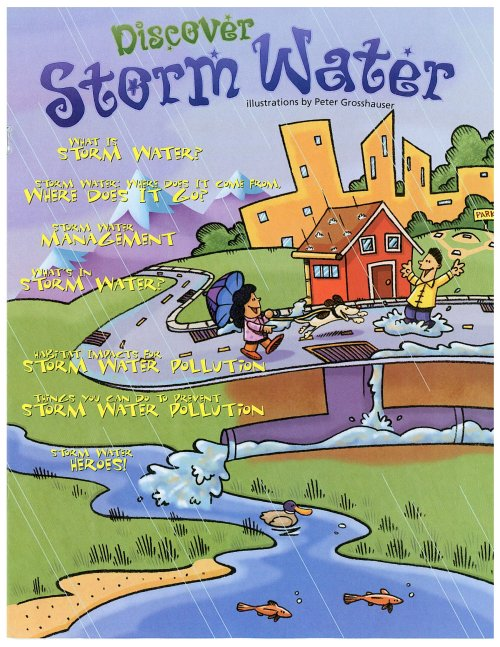 Discover
Storm Water
illustrations by Peter Grosshauser
WHAT IS
STORM WATER?
STORM WATER: WHERE DOES IT COME FROM,
WHERE DOES IT GO?
STORM WATER
MANAGEMENT
WHAT'S IN
STORM WATER?
PARK
HABITAT IMPACTS FOR
STORM WATER POLLUTION
THINGS YOU CAN DO TO PREVENT
STORM WATER POLLUTION
STORM WATER
HEROES!